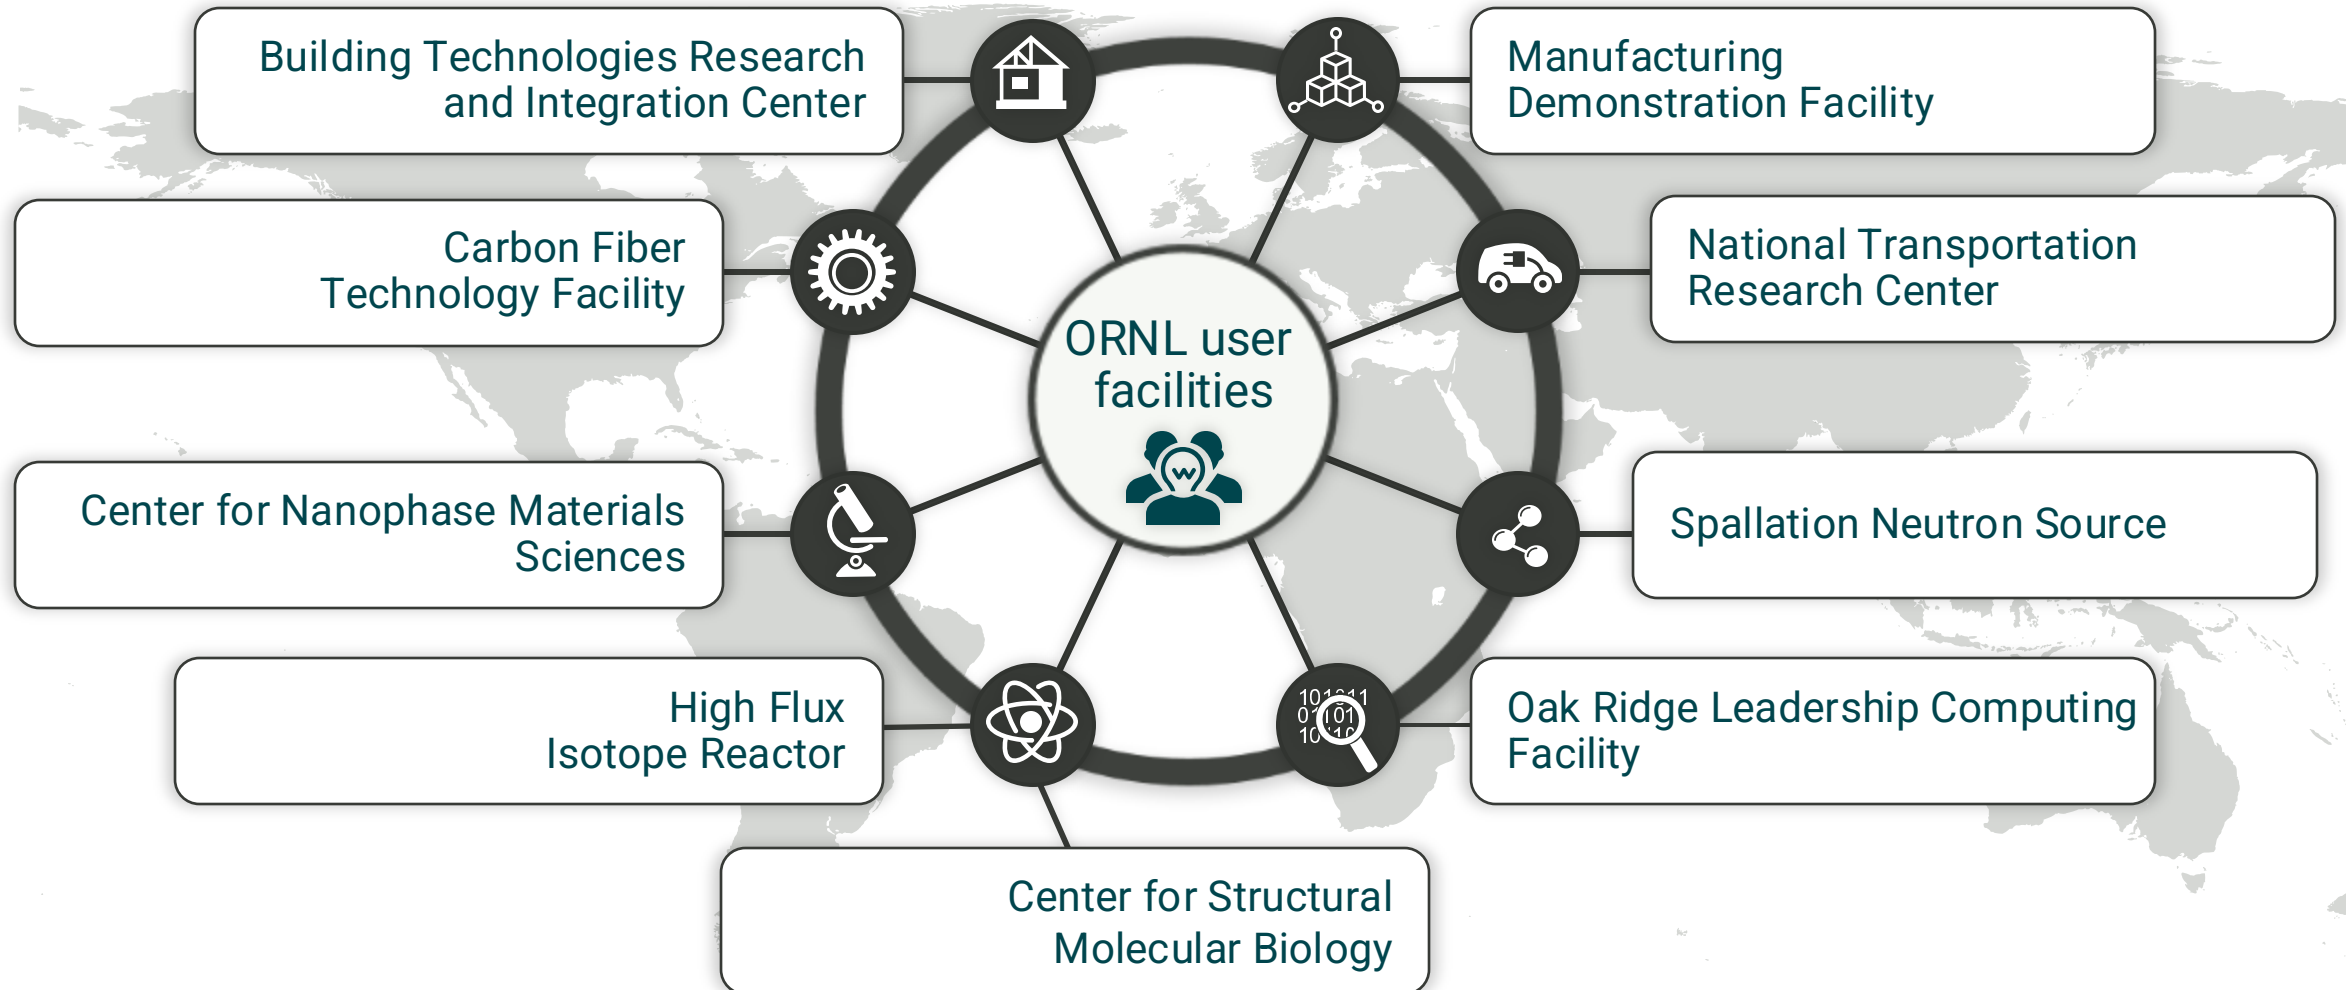 Building Technologies Research
and Integration Center
Manufacturing
Demonstration Facility
Carbon Fiber
Technology Facility
National Transportation
Research Center
ORNL user
facilities
Center for Nanophase Materials
Sciences
Spallation Neutron Source
High Flux
Isotope Reactor
101011
01101
Oak Ridge Leadership Computing
Facility
Center for Structural
Molecular Biology